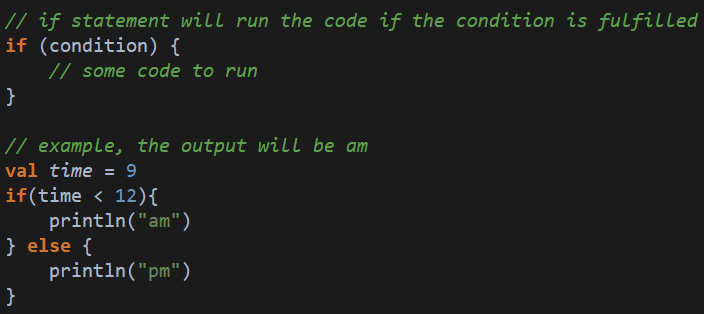 // if statement will run the code if the condition is fulfilled
if (condition) {
    // some code to run
}

// example, the output will be am
val time = 9
if(time < 12){
    println("am")
} else {
    println("pm")
}